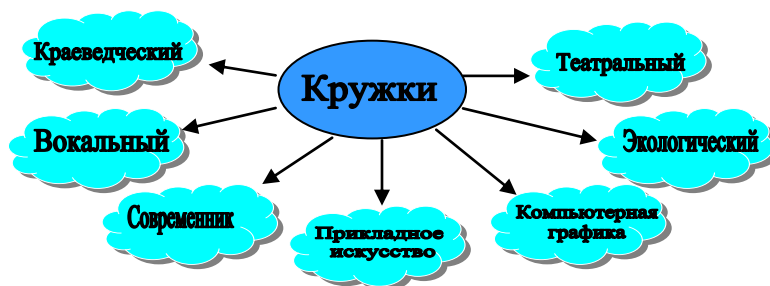 Краеведческий
Кружки
Театральный
Вокальный
Экологический
Современник
Прикладное
искусство
Компьютерная
графика